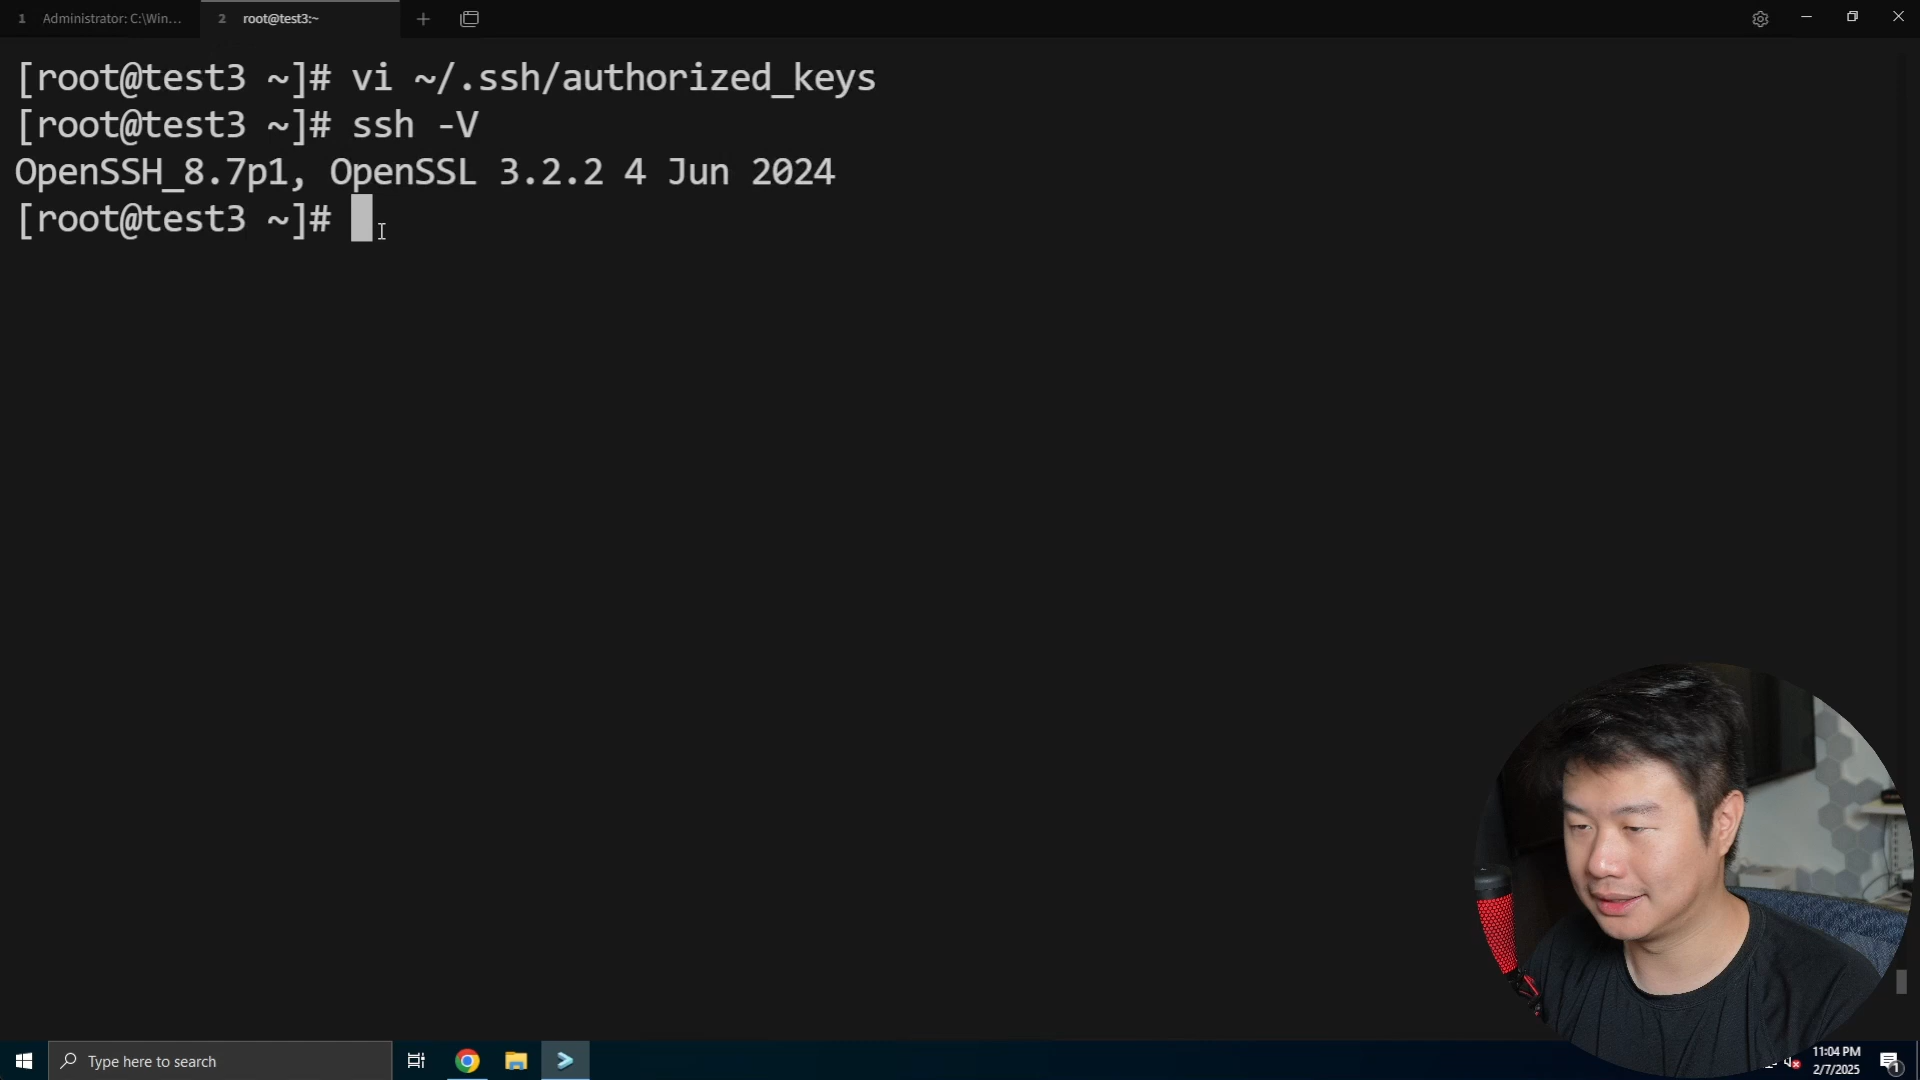 1 Administrator: C:\Win...
2 root@test3:~
[root@test3 ~]# vi ~/.ssh/authorized_keys
[root@test3 ~]# ssh -V
OpenSSH_8.7p1, OpenSSL 3.2.2 4 Jun 2024
[root@test3 ~]#
Type here to search
11:04 PM
2/7/2025
1